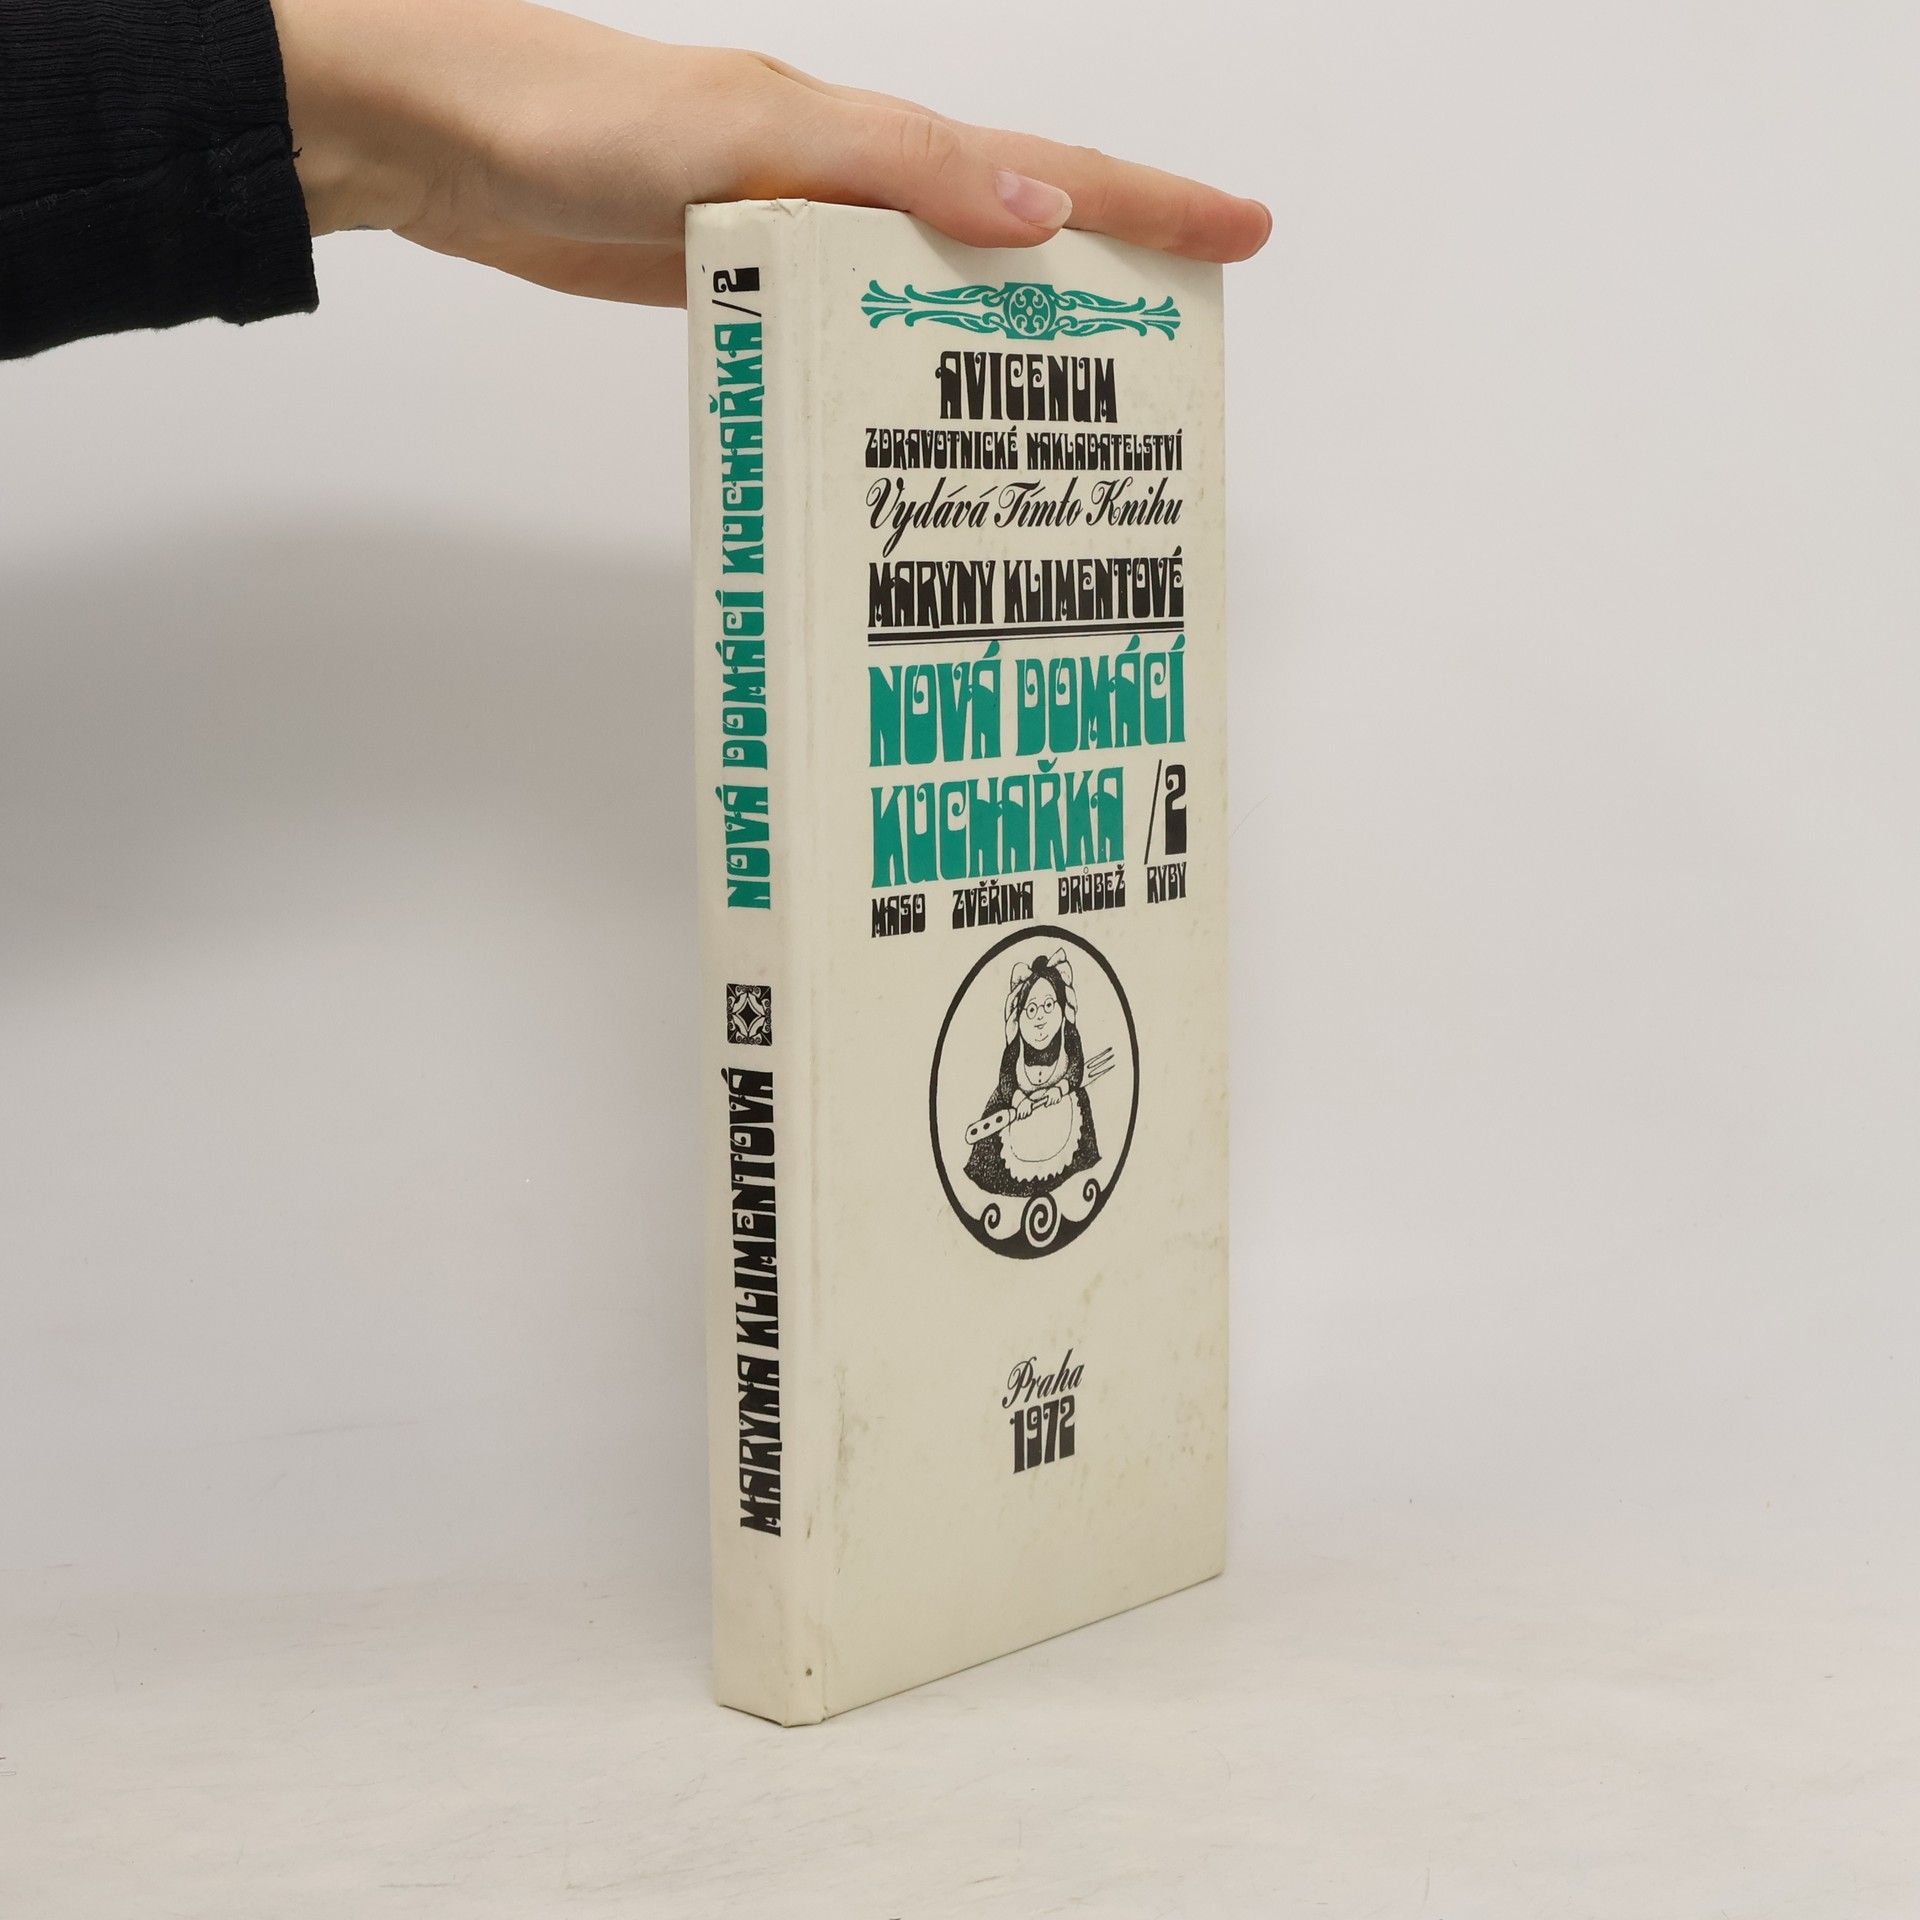 NOVÁ DOMÁCÍ KUCHAŘKA /2
MARYNA KLIMENTOVÁ
AVICENUM
ZDRAVOTNICKÉ NAKLADATELSTVÍ
Vydává Tímto Knihu
MARYNY KLIMENTOVÉ
NOVÁ DOMÁCÍ
KUCHAŘKA /2
MASO ZVĚŘINA DRŮBEŽ RYBY
Praha
1972